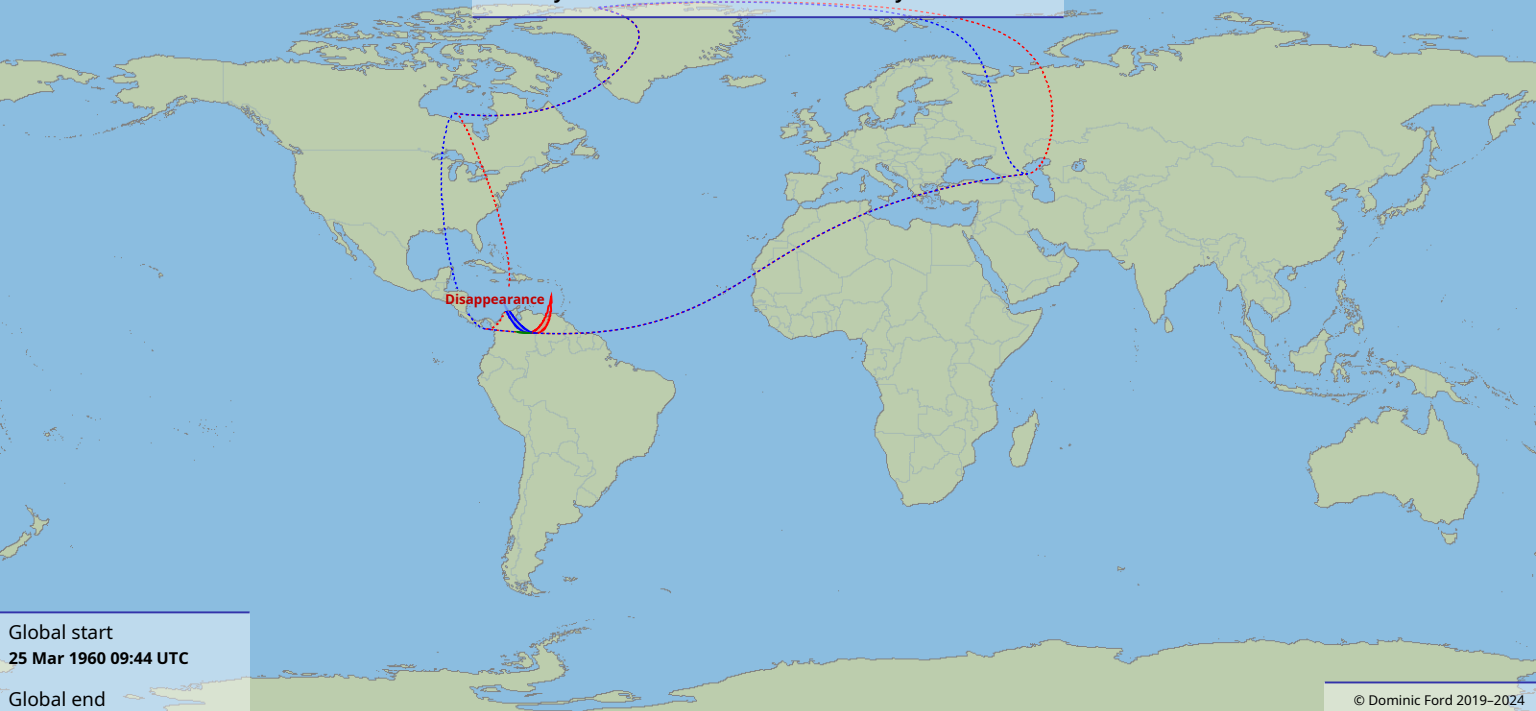 Disappearance
Global start
25 Mar 1960 09:44 UTC
Global end
© Dominic Ford 2019–2024